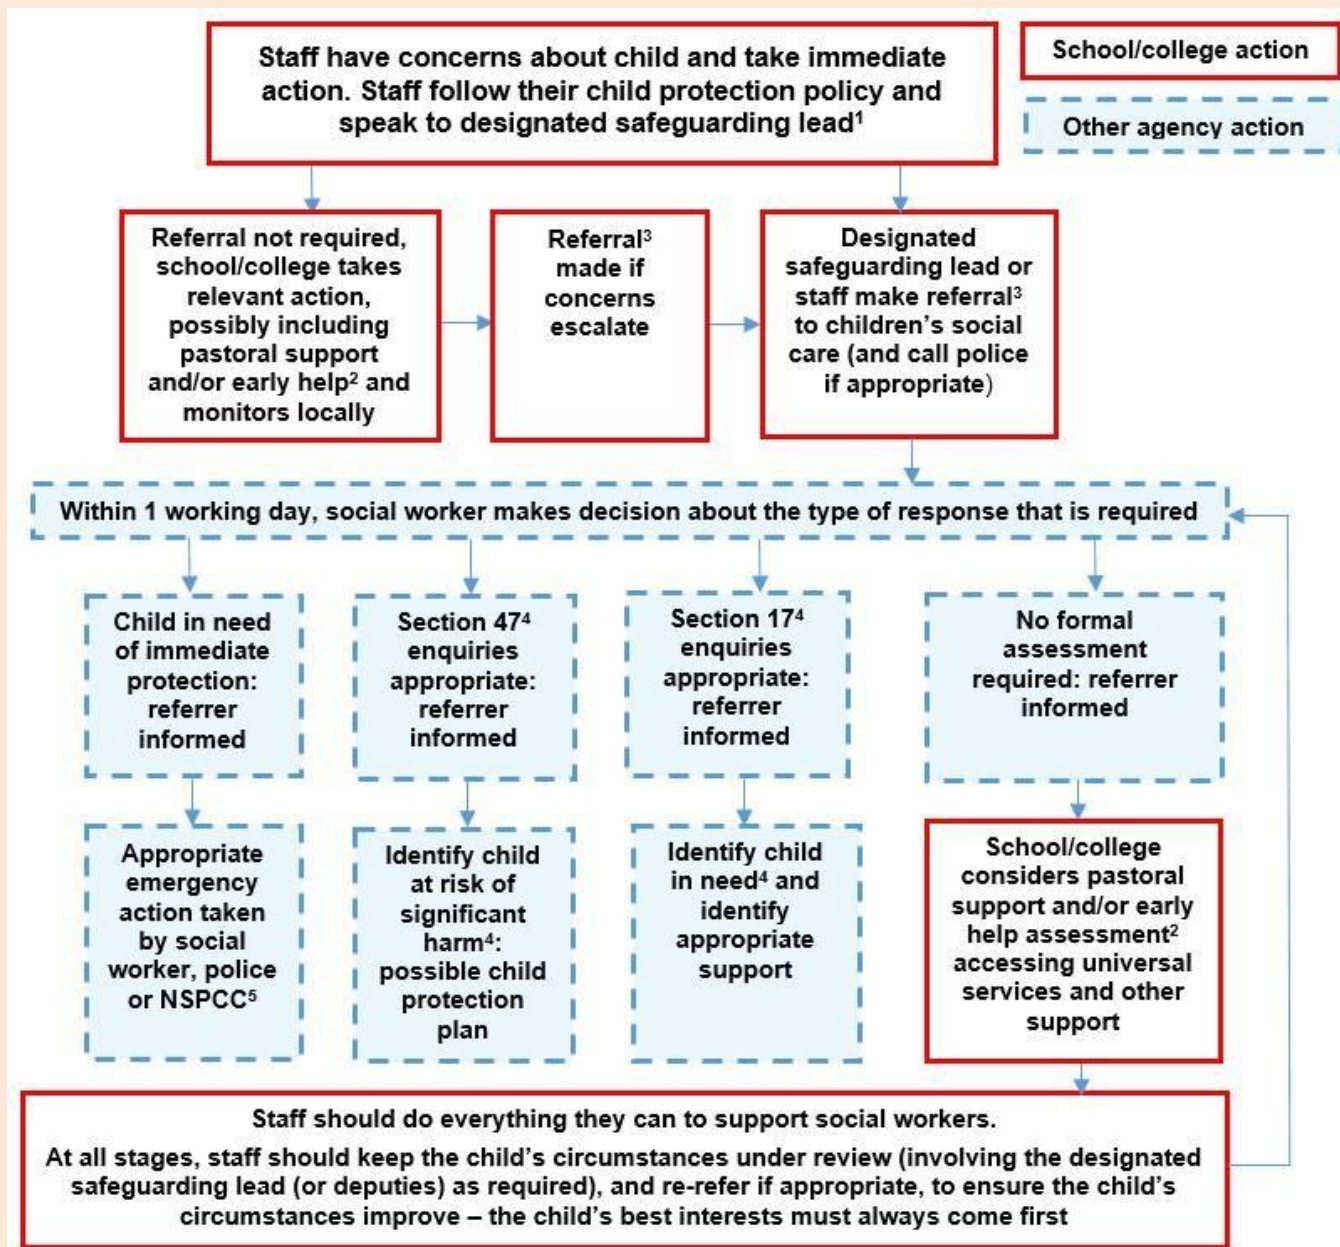 Staff have concerns about child and take immediate
action. Staff follow their child protection policy and
speak to designated safeguarding lead¹
School/college action
Other agency action
Referral not required,
school/college takes
relevant action,
possibly including
pastoral support
and/or early help² and
monitors locally
Referral³
made if
concerns
escalate
Designated
safeguarding lead or
staff make referral³
to children’s social
care (and call police
if appropriate)
Within 1 working day, social worker makes decision about the type of response that is required
Child in need
of immediate
protection:
referrer
informed
Section 47⁴
enquiries
appropriate:
referrer
informed
Section 17⁴
enquiries
appropriate:
referrer
informed
No formal
assessment
required: referrer
informed
Appropriate
emergency
action taken
by social
worker, police
or NSPCC⁵
Identify child
at risk of
significant
harm⁴:
possible child
protection
plan
Identify child
in need⁴ and
identify
appropriate
support
School/college
considers pastoral
support and/or early
help assessment²
accessing universal
services and other
support
Staff should do everything they can to support social workers.
At all stages, staff should keep the child’s circumstances under review (involving the designated
safeguarding lead (or deputies) as required), and re-refer if appropriate, to ensure the child’s
circumstances improve – the child’s best interests must always come first